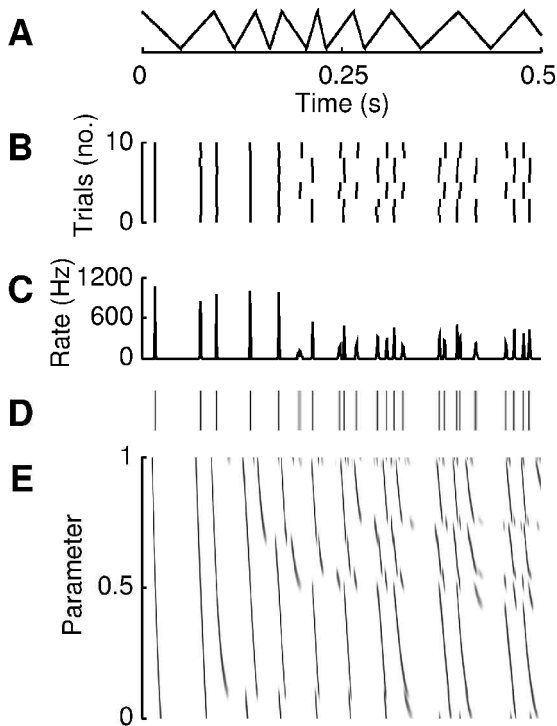 A
0 0.25 0.5
Time (s)
B
Trials (no.)
10
0
C
Rate (Hz)
1200
600
0
D
E
Parameter
1
0.5
0